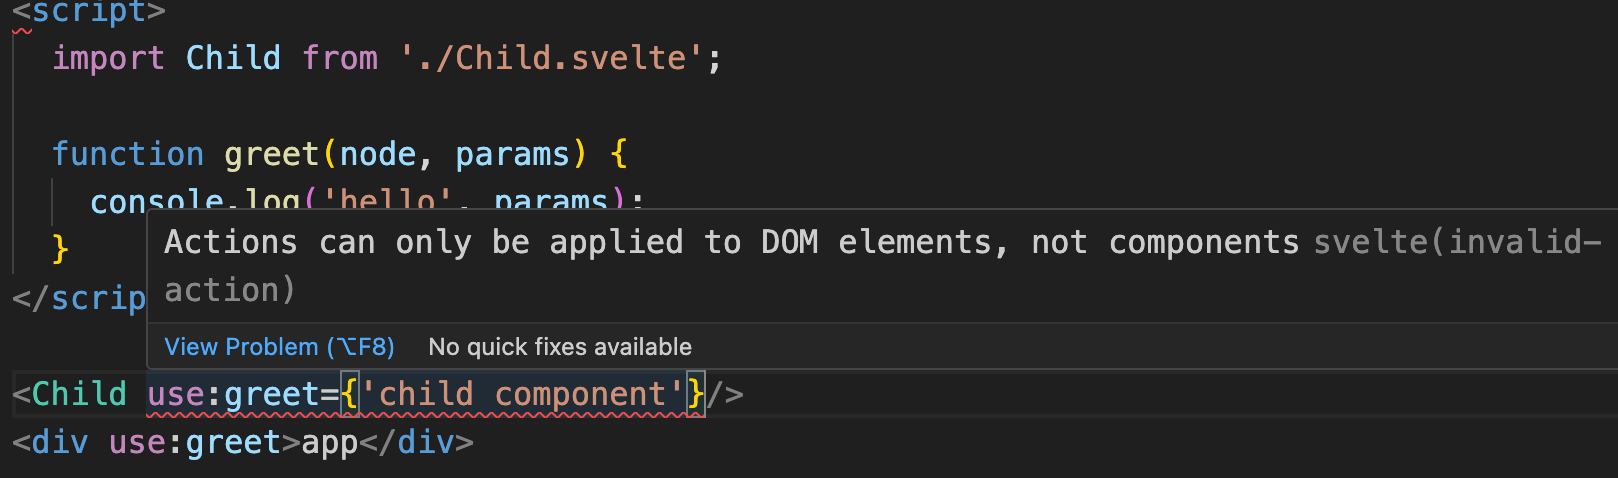 <script>
import Child from './Child.svelte';
function greet(node, params) {
console.log('hello', params);
}
Actions can only be applied to DOM elements, not components svelte(invalid-
action)
</scrip
View Problem (⌥F8) No quick fixes available
<Child use:greet={'child component'}/>
<div use:greet>app</div>